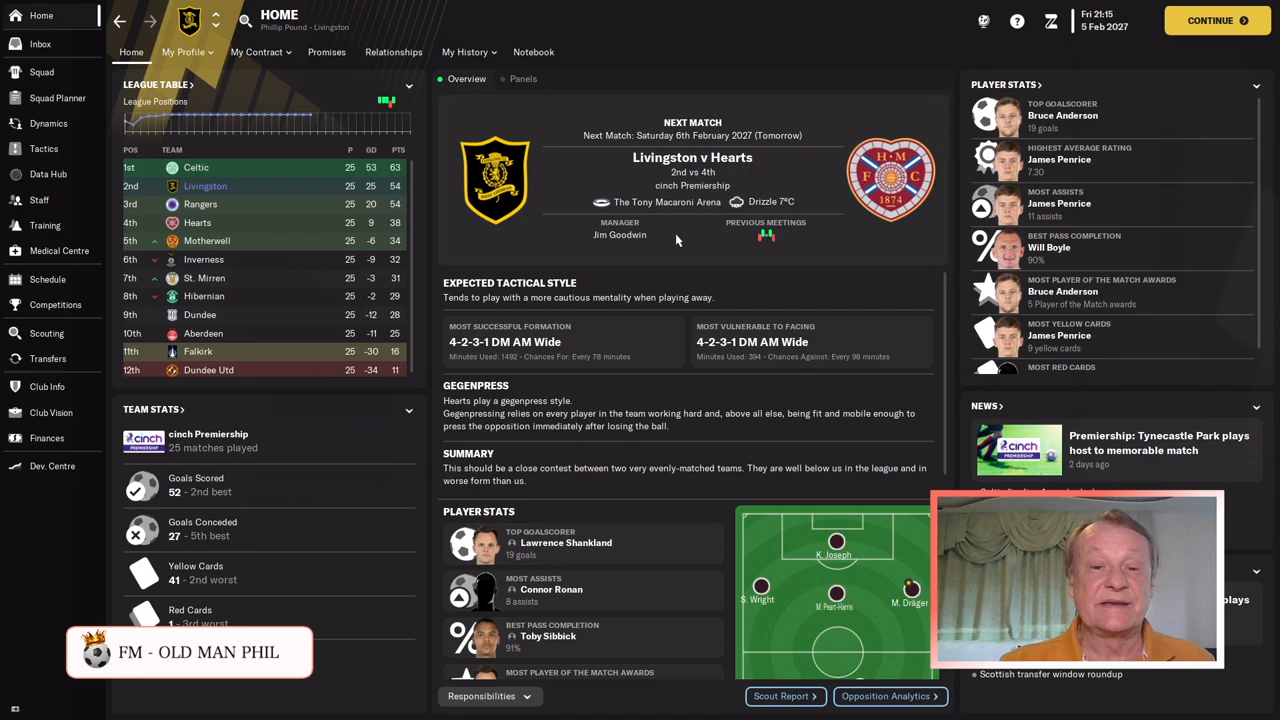 Home
Inbox
Squad
Squad Planner
Dynamics
Tactics
Data Hub
Staff
Training
Medical Centre
Schedule
Competitions
Scouting
Transfers
Club Info
Club Vision
Finances
Dev. Centre
HOME
Phillip Pound - Livingston
Fri 21:15
5 Feb 2027
CONTINUE
Home My Profile My Contract Promises Relationships My History Notebook
LEAGUE TABLE
League Positions
POS TEAM P GD PTS
1st Celtic 25 53 63
2nd Livingston 25 25 54
3rd Rangers 25 20 54
4th Hearts 25 9 38
5th Motherwell 25 -6 34
6th Inverness 25 -9 32
7th St. Mirren 25 -3 31
8th Hibernian 25 -2 29
9th Dundee 25 -12 28
10th Aberdeen 25 -11 25
11th Falkirk 25 -30 16
12th Dundee Utd 25 -34 11
TEAM STATS
cinch Premiership
25 matches played
Goals Scored
52 - 2nd best
Goals Conceded
27 - 5th best
Yellow Cards
41 - 2nd worst
Red Cards
1 - 3rd worst
FM - OLD MAN PHIL
Overview Panels
NEXT MATCH
Next Match: Saturday 6th February 2027 (Tomorrow)
Livingston v Hearts
2nd vs 4th
cinch Premiership
The Tony Macaroni Arena Drizzle 7ºC
MANAGER
Jim Goodwin
PREVIOUS MEETINGS
H M
F C
1874
EXPECTED TACTICAL STYLE
Tends to play with a more cautious mentality when playing away.
MOST SUCCESSFUL FORMATION
4-2-3-1 DM AM Wide
Minutes Used: 1492 - Chances For: Every 78 minutes
MOST VULNERABLE TO FACING
4-2-3-1 DM AM Wide
Minutes Used: 394 - Chances Against: Every 98 minutes
GEGENPRESS
Hearts play a gegenpress style.
Gegenpressing relies on every player in the team working hard and, above all else, being fit and mobile enough to
press the opposition immediately after losing the ball.
SUMMARY
This should be a close contest between two very evenly-matched teams. They are well below us in the league and in
worse form than us.
PLAYER STATS
TOP GOALSCORER
Lawrence Shankland
19 goals
MOST ASSISTS
Connor Ronan
8 assists
BEST PASS COMPLETION
Toby Sibbick
91%
MOST PLAYER OF THE MATCH AWARDS
K. Joseph
S. Wright
M. Peart-Harris
M. Dräger
Responsibilities
Scout Report
Opposition Analytics
PLAYER STATS
TOP GOALSCORER
Bruce Anderson
19 goals
HIGHEST AVERAGE RATING
James Penrice
7.30
MOST ASSISTS
James Penrice
11 assists
BEST PASS COMPLETION
Will Boyle
90%
MOST PLAYER OF THE MATCH AWARDS
Bruce Anderson
5 Player of the Match awards
MOST YELLOW CARDS
James Penrice
9 yellow cards
MOST RED CARDS
NEWS
cinch
PREMIERSHIP
Premiership: Tynecastle Park plays
host to memorable match
2 days ago
plays
Scottish transfer window roundup